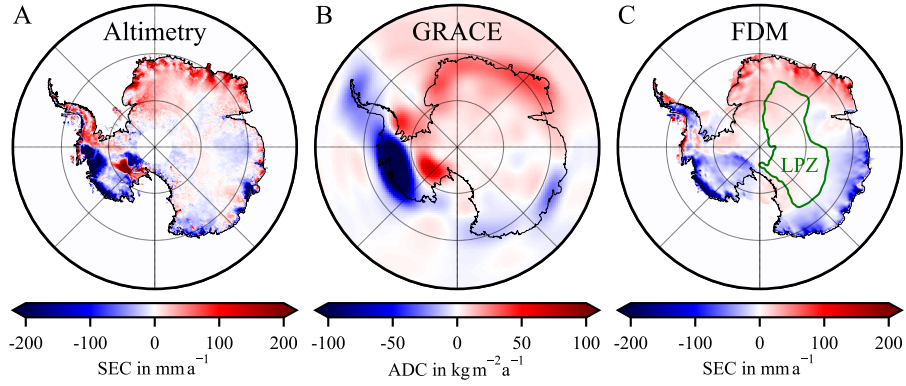 A
Altimetry
-200 -100 0 100 200
SEC in mm a⁻¹
B
GRACE
-100 -50 0 50 100
ADC in kg m⁻² a⁻¹
C
FDM
LPZ
-200 -100 0 100 200
SEC in mm a⁻¹